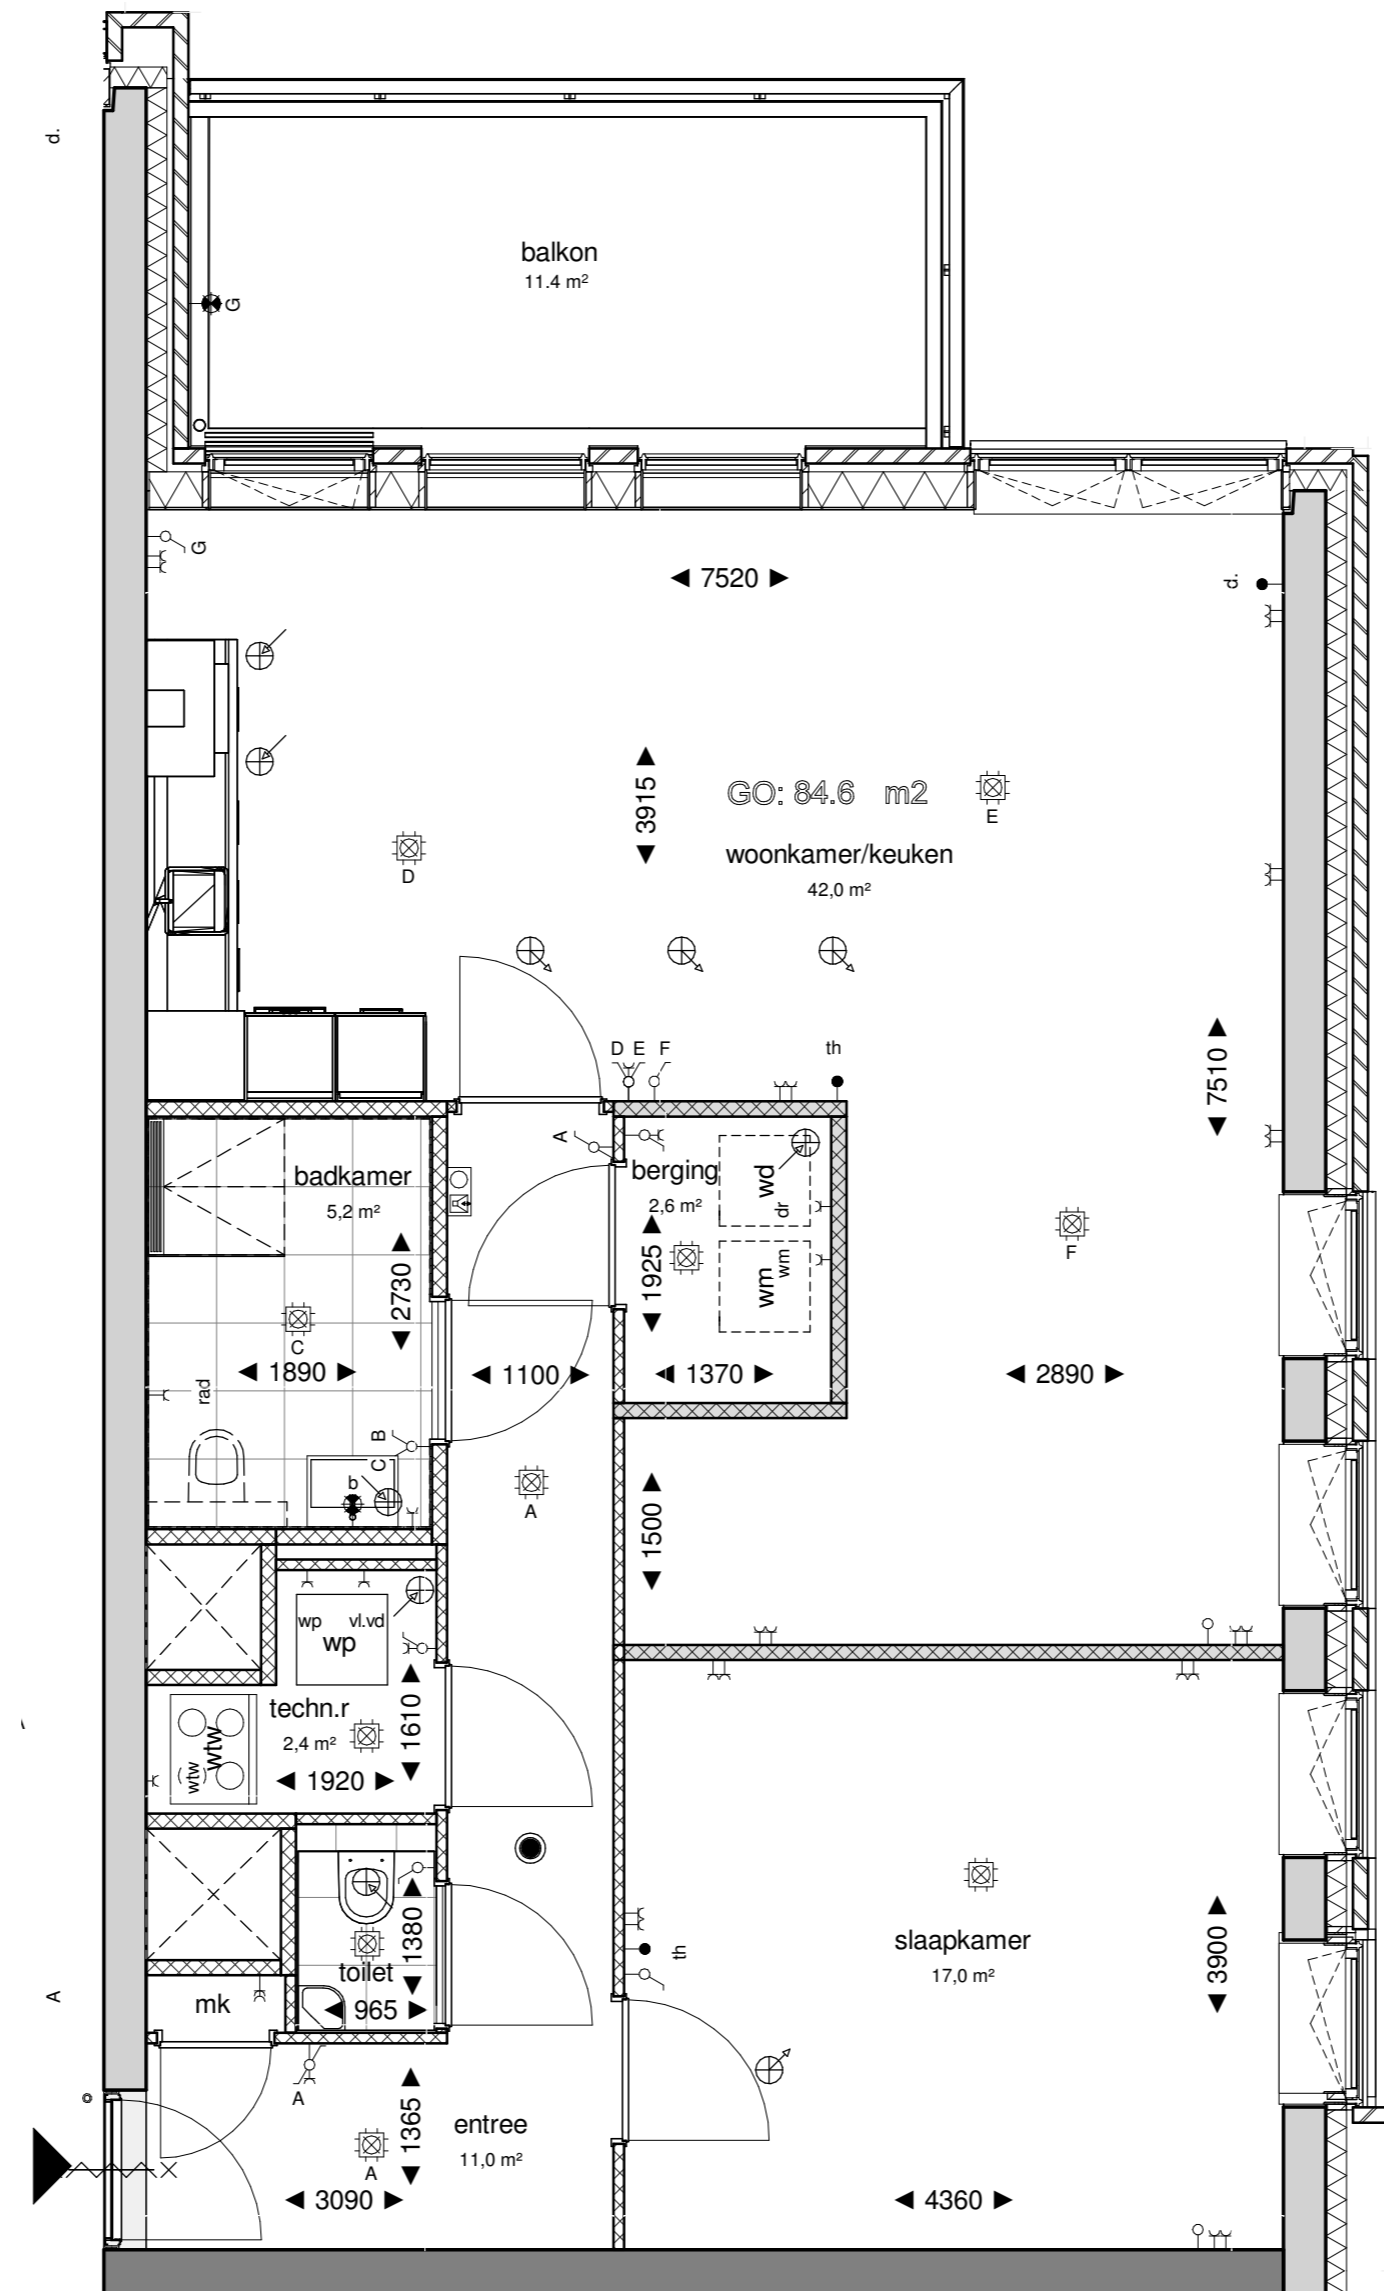 d.
balkon
11.4 m²
G
G
◄ 7520 ►
d.
◄ 3915 ►
GO: 84.6 m2
E
woonkamer/keuken
42,0 m²
D
D E F
th
◄ 7510 ►
A
badkamer
5,2 m²
berging
2,6 m²
wd
dr
◄ 2730 ►
◄ 1925 ►
wm
wm
F
C
◄ 1890 ►
◄ 1100 ►
◄ 1370 ►
◄ 2890 ►
rad
B
C
b
A
◄ 1500 ►
wp
vl.vd
wp
techn.r
2,4 m²
◄ 1610 ►
wtw
wtw
◄ 1920 ►
◄ 1380 ►
toilet
◄ 965 ►
mk
th
slaapkamer
17,0 m²
◄ 3900 ►
A
A
◄ 1365 ►
entree
11,0 m²
A
◄ 3090 ►
◄ 4360 ►